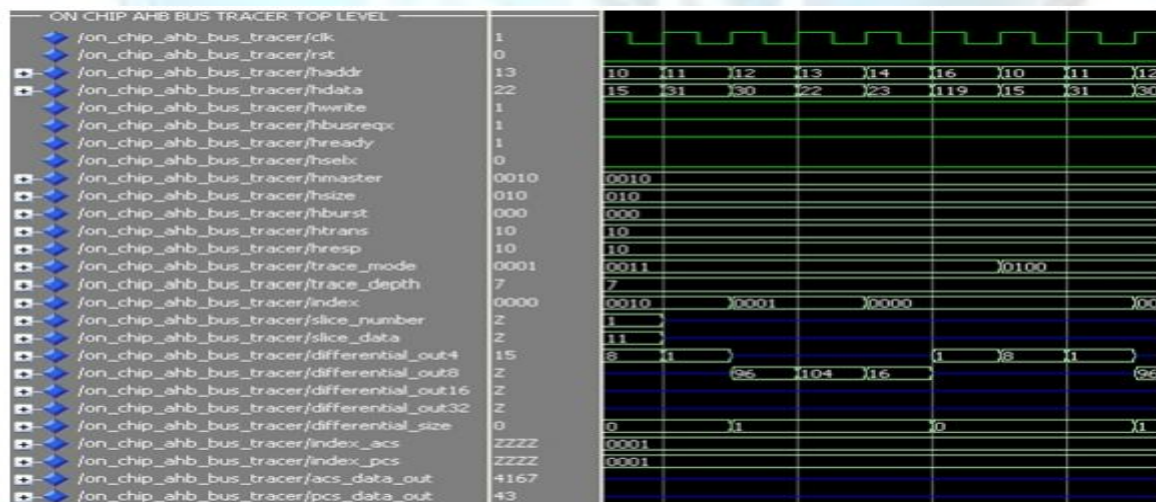 ON CHIP AHB BUS TRACER TOP LEVEL
/on_chip_ahb_bus_tracer/clk 1
/on_chip_ahb_bus_tracer/rst 0
/on_chip_ahb_bus_tracer/haddr 13 10 11 12 13 14 16 10 11 12
/on_chip_ahb_bus_tracer/hdata 22 15 31 30 22 23 119 15 31 30
/on_chip_ahb_bus_tracer/hwrite 1
/on_chip_ahb_bus_tracer/hbusreqx 1
/on_chip_ahb_bus_tracer/hready 1
/on_chip_ahb_bus_tracer/hselx 0
/on_chip_ahb_bus_tracer/hmaster 0010 0010
/on_chip_ahb_bus_tracer/hsize 010 010
/on_chip_ahb_bus_tracer/hburst 000 000
/on_chip_ahb_bus_tracer/htrans 10 10
/on_chip_ahb_bus_tracer/hresp 10 10
/on_chip_ahb_bus_tracer/trace_mode 0001 0011 0100
/on_chip_ahb_bus_tracer/trace_depth 7 7
/on_chip_ahb_bus_tracer/index 0000 0010 0001 0000 00
/on_chip_ahb_bus_tracer/slice_number Z 1
/on_chip_ahb_bus_tracer/slice_data Z 11
/on_chip_ahb_bus_tracer/differential_out4 15 8 1 1 8 1
/on_chip_ahb_bus_tracer/differential_out8 Z 96 104 16 96
/on_chip_ahb_bus_tracer/differential_out16 Z
/on_chip_ahb_bus_tracer/differential_out32 Z
/on_chip_ahb_bus_tracer/differential_size 0 0 1 0 1
/on_chip_ahb_bus_tracer/index_acs ZZZZ 0001
/on_chip_ahb_bus_tracer/index_pcs ZZZZ 0001
/on_chip_ahb_bus_tracer/acs_data_out 4167
/on_chip_ahb_bus_tracer/pcs_data_out 43